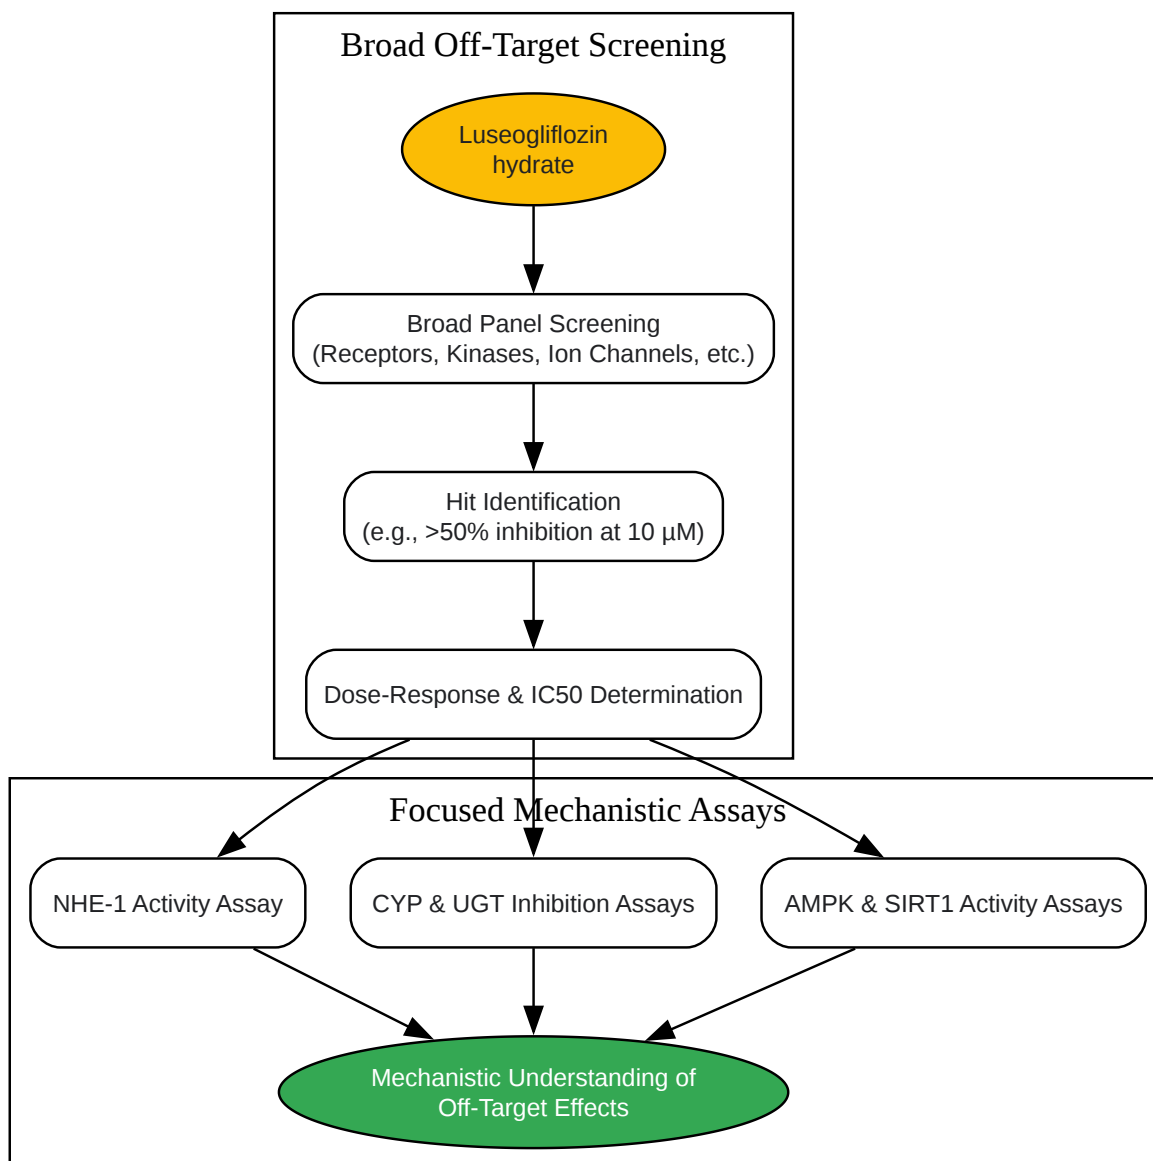 Broad Off-Target Screening
Luseogliflozin
hydrate
Broad Panel Screening
(Receptors, Kinases, Ion Channels, etc.)
Hit Identification
(e.g., >50% inhibition at 10 µM)
Dose-Response & IC50 Determination
Focused Mechanistic Assays
NHE-1 Activity Assay
CYP & UGT Inhibition Assays
AMPK & SIRT1 Activity Assays
Mechanistic Understanding of
Off-Target Effects